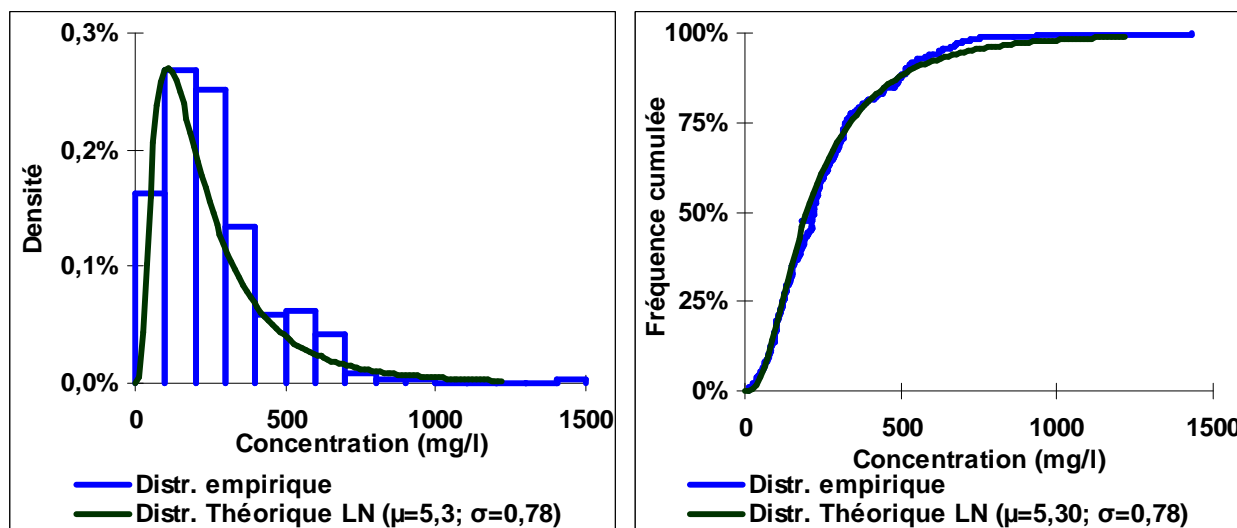 0,3%
0,2%
0,1%
0,0%
Densité
0 500 1000 1500
Concentration (mg/l)
Distr. empirique
Distr. Théorique LN (µ=5,3; σ=0,78)
100%
75%
50%
25%
0%
Fréquence cumulée
0 500 1000 1500
Concentration (mg/l)
Distr. empirique
Distr. Théorique LN (µ=5,30; σ=0,78)